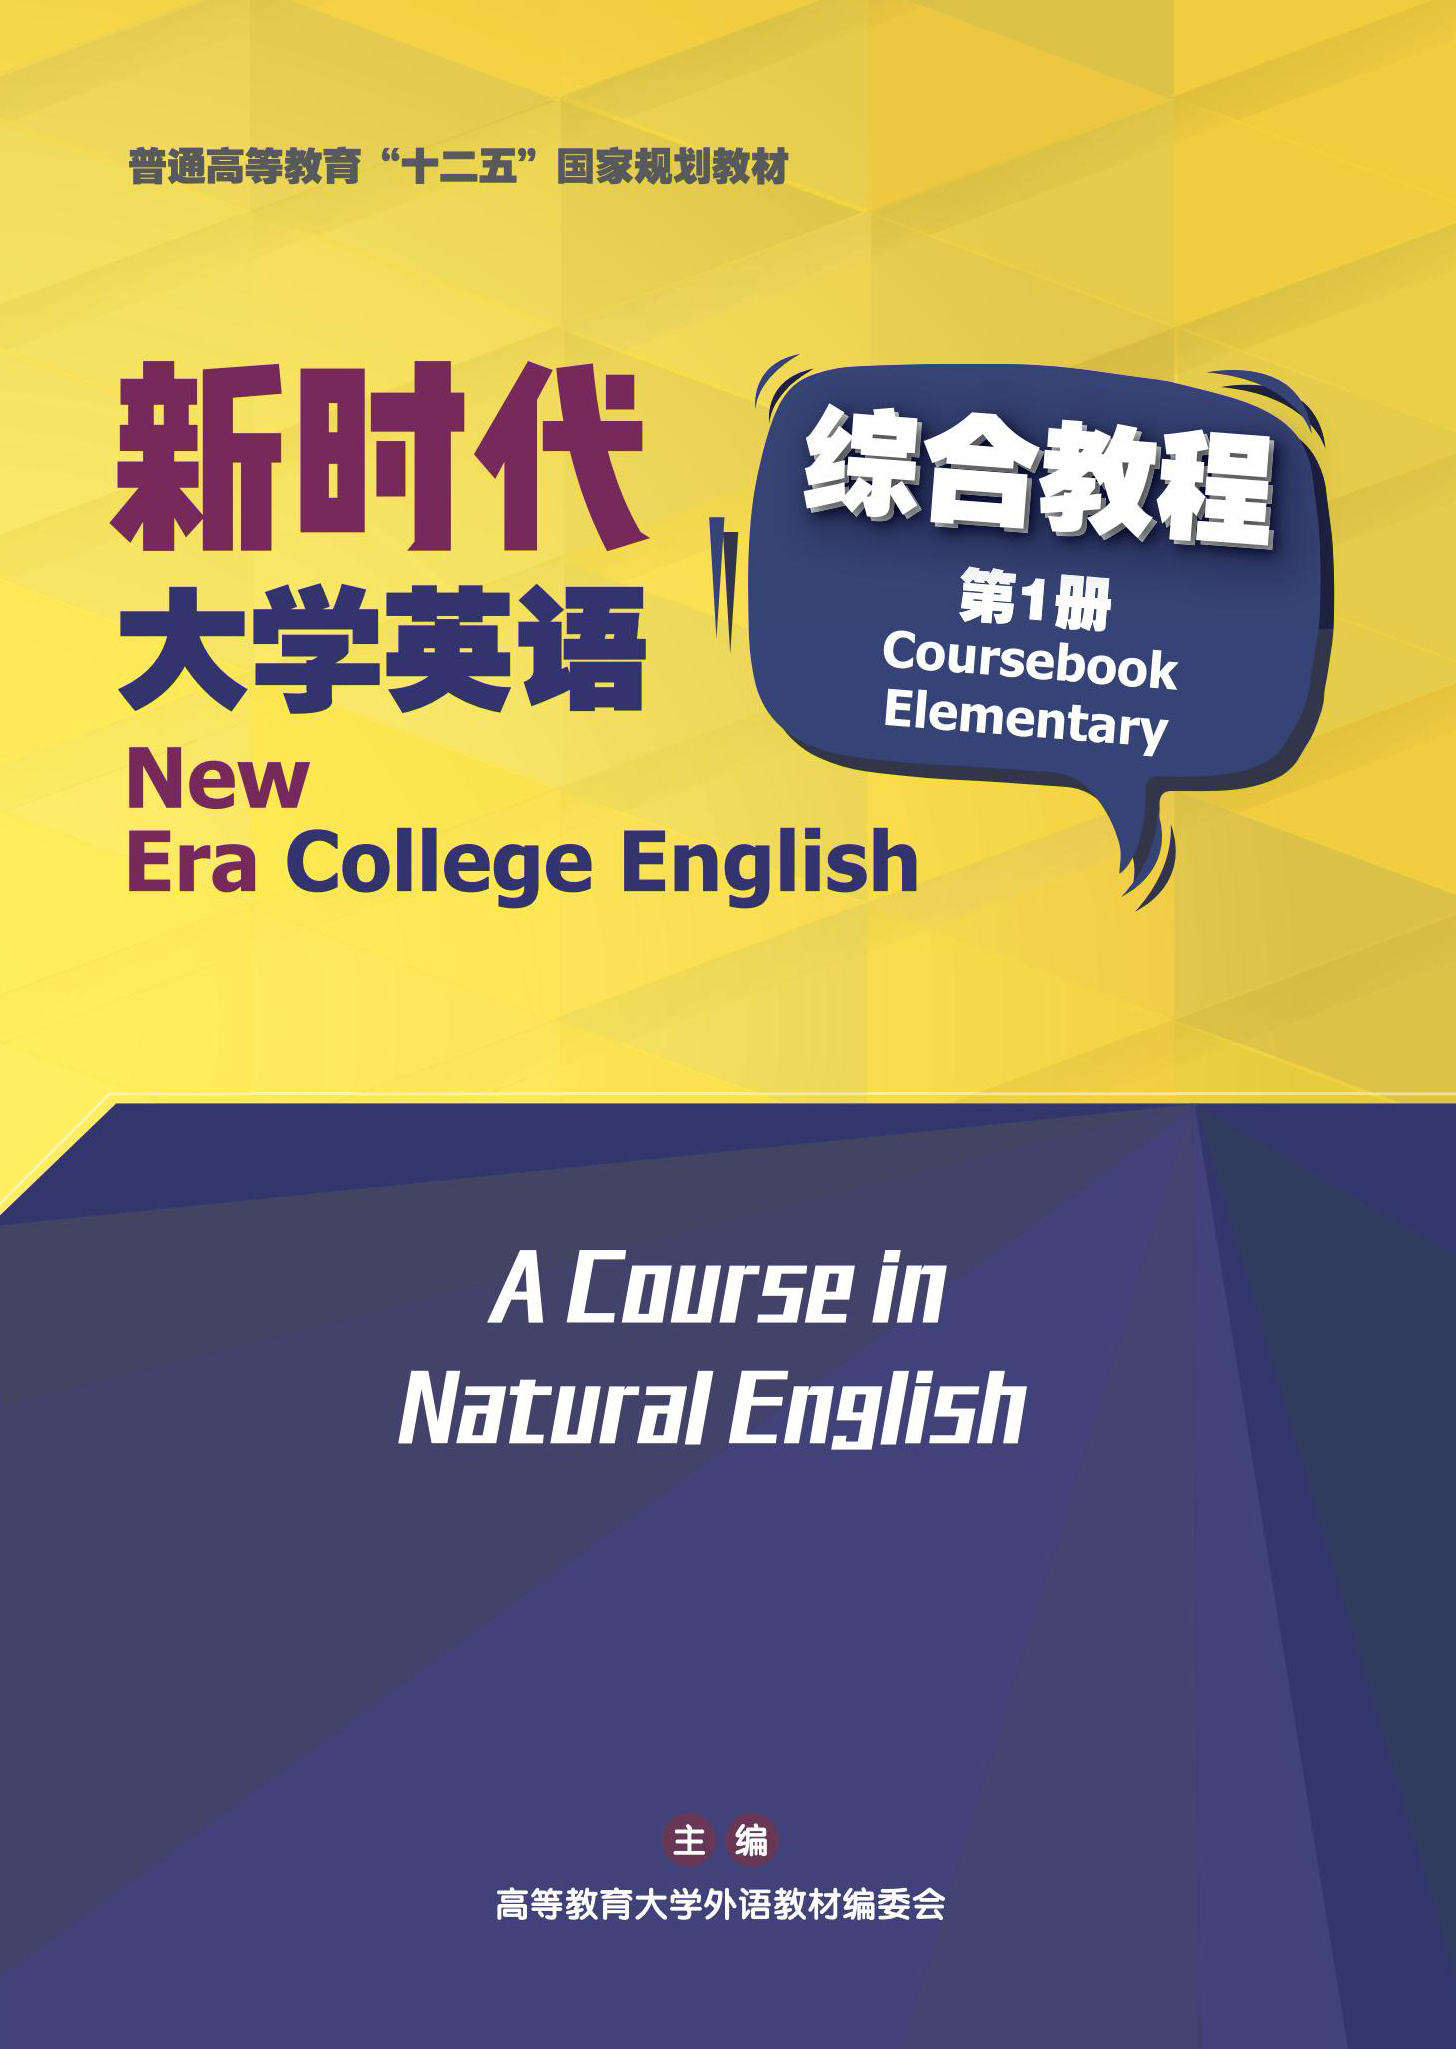 普通高等教育“十二五”国家规划教材
新时代
大学英语
New
Era College English
综合教程
第1册
Coursebook
Elementary
A Course in
Natural English
主 编
高等教育大学外语教材编委会